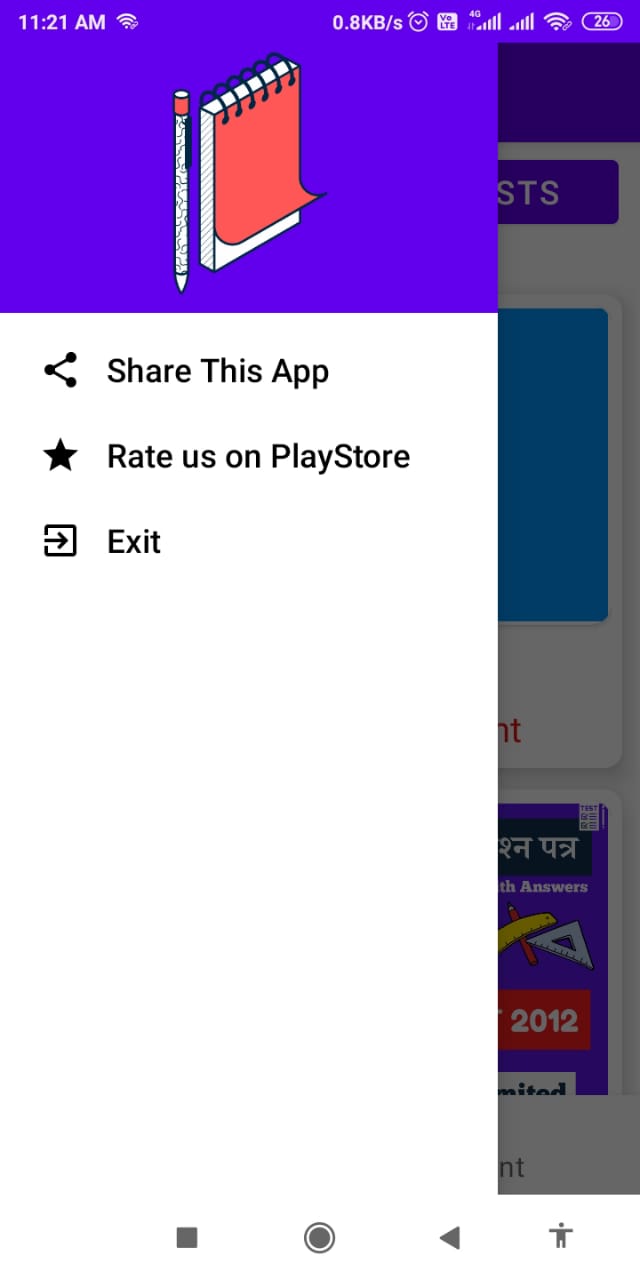 11:21 AM
0.8KB/s
Vo LTE
4G
26
STS
Share This App
Rate us on PlayStore
Exit
nt
TEST
श्न पत्र
th Answers
2012
mited
nt